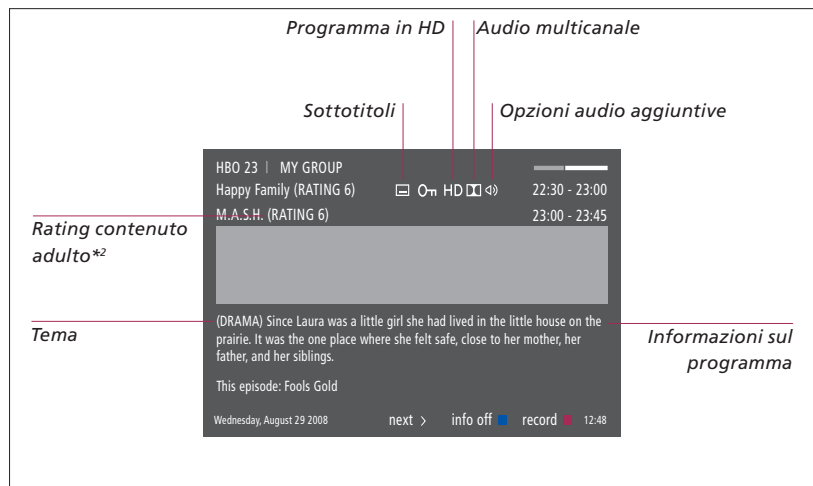 Programma in HD
Audio multicanale
Sottotitoli
Opzioni audio aggiuntive
HBO 23 | MY GROUP
Happy Family (RATING 6) HD 22:30 - 23:00
M.A.S.H. (RATING 6) 23:00 - 23:45
Rating contenuto
adulto*2
(DRAMA) Since Laura was a little girl she had lived in the little house on the
prairie. It was the one place where she felt safe, close to her mother, her
father, and her siblings.
Tema
Informazioni sul
programma
This episode: Fools Gold
Wednesday, August 29 2008 next > info off record 12:48